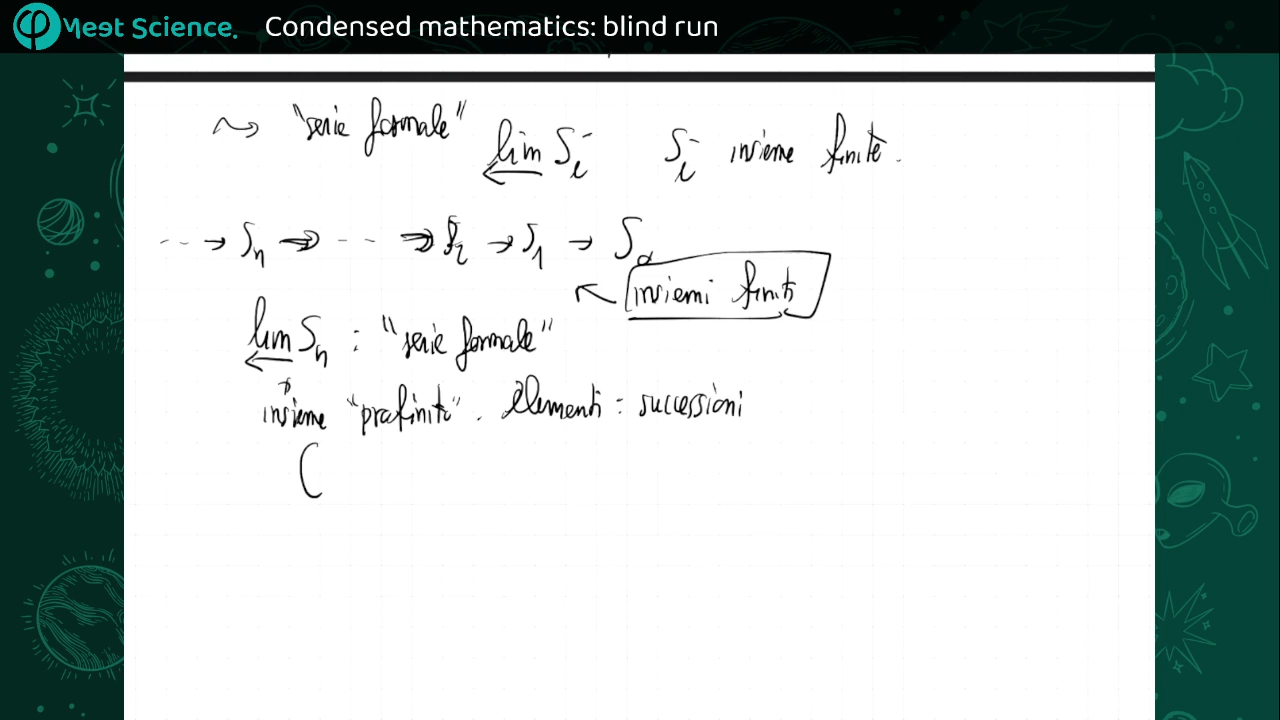 Meet Science. Condensed mathematics: blind run
~> "serie formale" lim← S_i S_i insieme finito.
··· → S_n → ··· → S_2 → S_1 → S_0
↖ insiemi finiti
lim← S_n : "serie formale"
insieme "profinito". Elementi = successioni
(